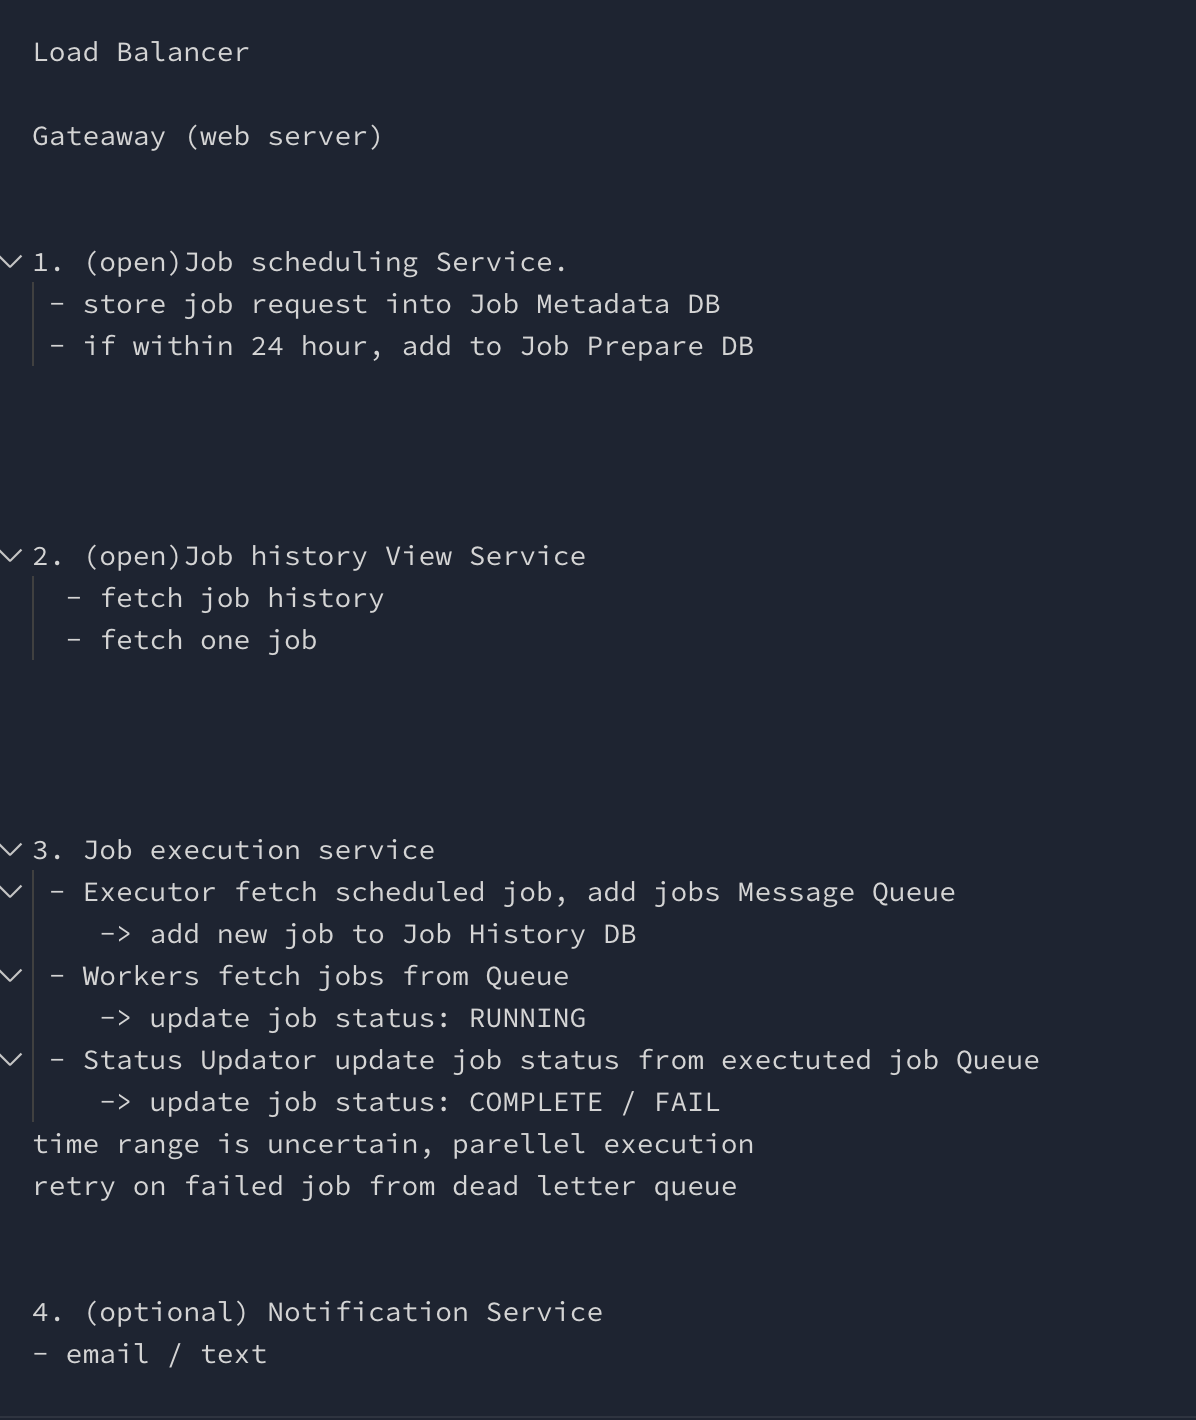 Load Balancer
Gateaway (web server)
1. (open)Job scheduling Service.
- store job request into Job Metadata DB
- if within 24 hour, add to Job Prepare DB
2. (open)Job history View Service
- fetch job history
- fetch one job
3. Job execution service
- Executor fetch scheduled job, add jobs Message Queue
-> add new job to Job History DB
- Workers fetch jobs from Queue
-> update job status: RUNNING
- Status Updator update job status from exectuted job Queue
-> update job status: COMPLETE / FAIL
time range is uncertain, parellel execution
retry on failed job from dead letter queue
4. (optional) Notification Service
- email / text